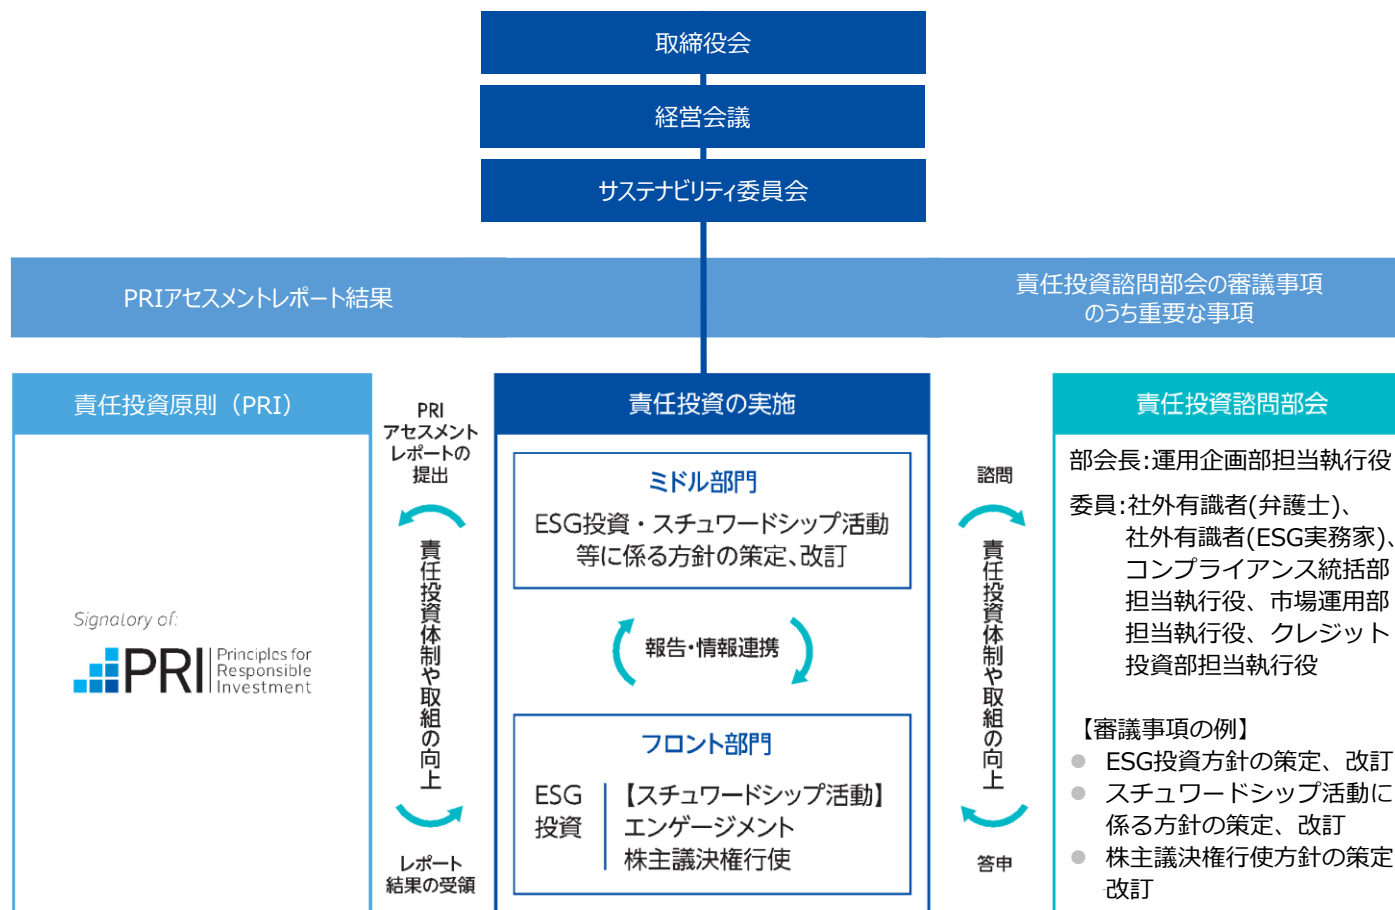 取締役会
経営会議
サステナビリティ委員会
PRIアセスメントレポート結果
責任投資諮問部会の審議事項
のうち重要な事項
責任投資原則（PRI）
Signatory of:
PRI
Principles for
Responsible
Investment
PRI
アセスメント
レポートの
提出
責任投資体制や取組の向上
レポート
結果の受領
責任投資の実施
ミドル部門
ESG投資・スチュワードシップ活動
等に係る方針の策定、改訂
報告・情報連携
フロント部門
ESG
投資
【スチュワードシップ活動】
エンゲージメント
株主議決権行使
諮問
責任投資体制や取組の向上
答申
責任投資諮問部会
部会長:運用企画部担当執行役
委員:社外有識者(弁護士)、
社外有識者(ESG実務家)、
コンプライアンス統括部
担当執行役、市場運用部
担当執行役、クレジット
投資部担当執行役
【審議事項の例】
● ESG投資方針の策定、改訂
● スチュワードシップ活動に
係る方針の策定、改訂
● 株主議決権行使方針の策定
改訂